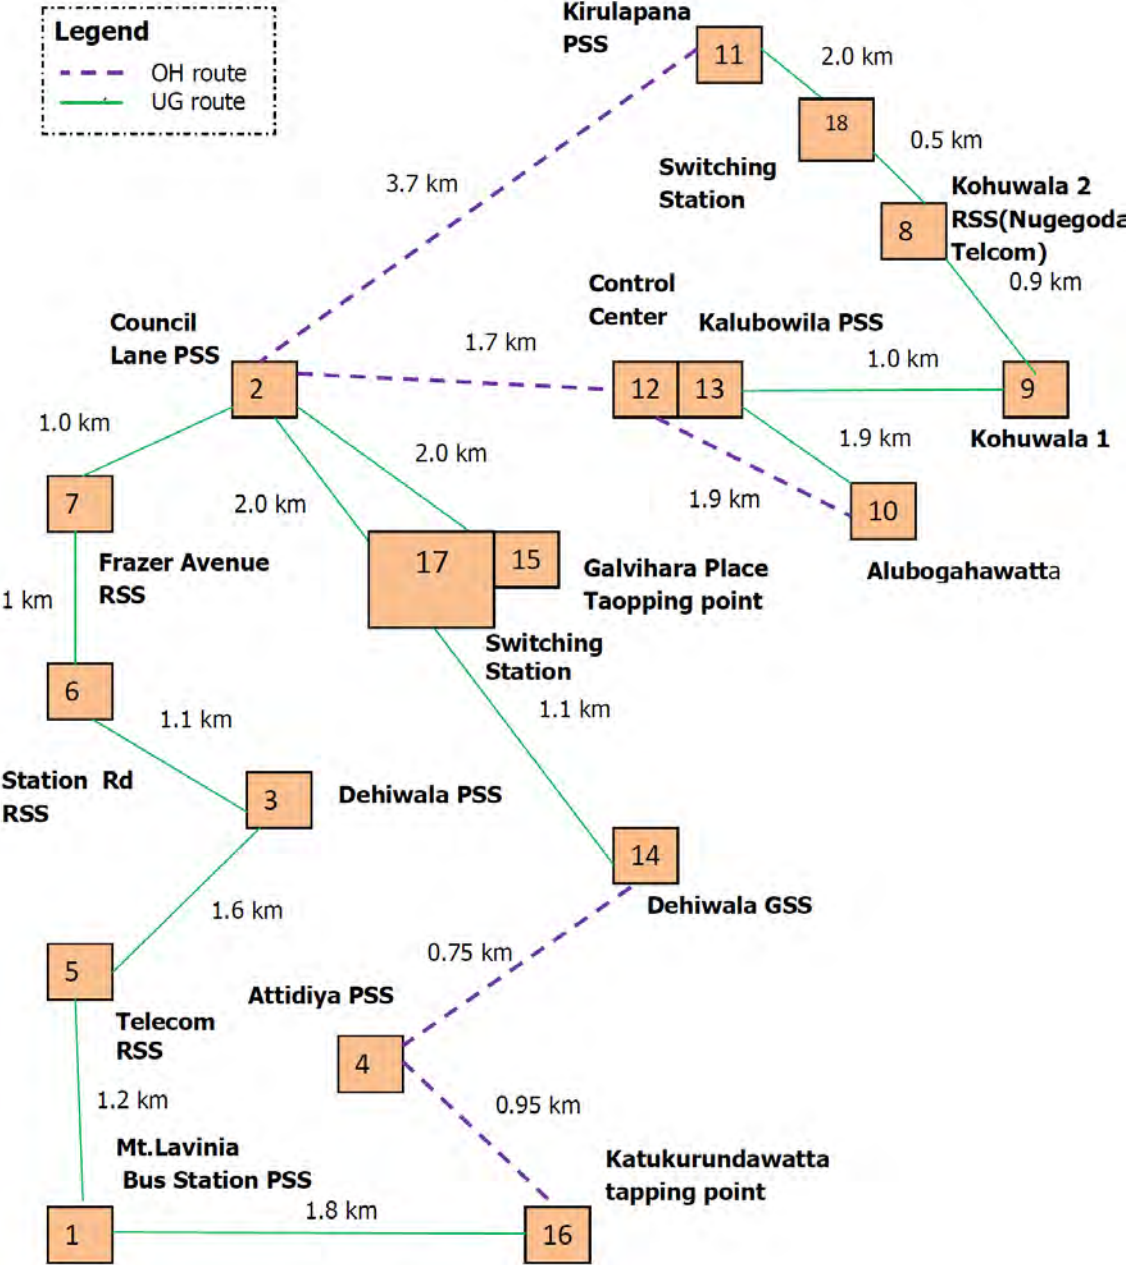 Legend
OH route
UG route
Kirulapana
PSS
11
2.0 km
18
0.5 km
Switching
Station
3.7 km
Kohuwala 2
RSS(Nugegoda
Telcom)
8
0.9 km
Control
Center
Kalubowila PSS
Council
Lane PSS
1.7 km
1.0 km
2
12
13
9
Kohuwala 1
1.0 km
2.0 km
1.9 km
7
2.0 km
1.9 km
10
Alubogahawatta
Frazer Avenue
RSS
17
15
Galvihara Place
Taopping point
1 km
Switching
Station
6
1.1 km
1.1 km
Station Rd
RSS
3
Dehiwala PSS
14
Dehiwala GSS
1.6 km
0.75 km
5
Attidiya PSS
Telecom
RSS
4
1.2 km
0.95 km
Mt.Lavinia
Bus Station PSS
Katukurundawatta
tapping point
1
1.8 km
16